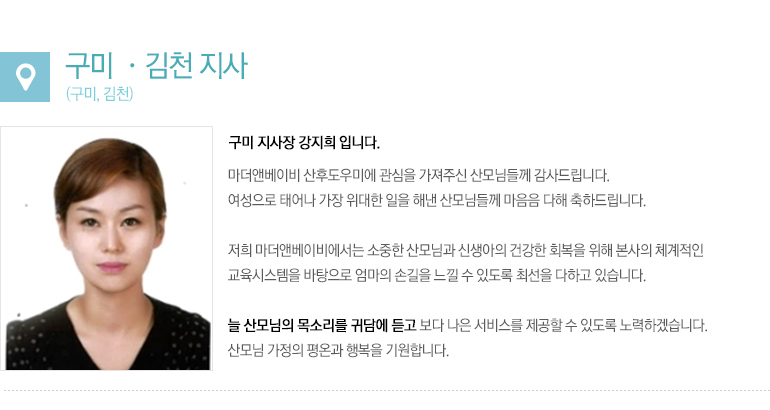 구미 · 김천 지사
(구미, 김천)
구미 지사장 강지희 입니다.
마더앤베이비 산후도우미에 관심을 가져주신 산모님들께 감사드립니다.
여성으로 태어나 가장 위대한 일을 해낸 산모님들께 마음음 다해 축하드립니다.
저희 마더앤베이비에서는 소중한 산모님과 신생아의 건강한 회복을 위해 본사의 체계적인
교육시스템을 바탕으로 엄마의 손길을 느낄 수 있도록 최선을 다하고 있습니다.
늘 산모님의 목소리를 귀담에 듣고 보다 나은 서비스를 제공할 수 있도록 노력하겠습니다.
산모님 가정의 평온과 행복을 기원합니다.